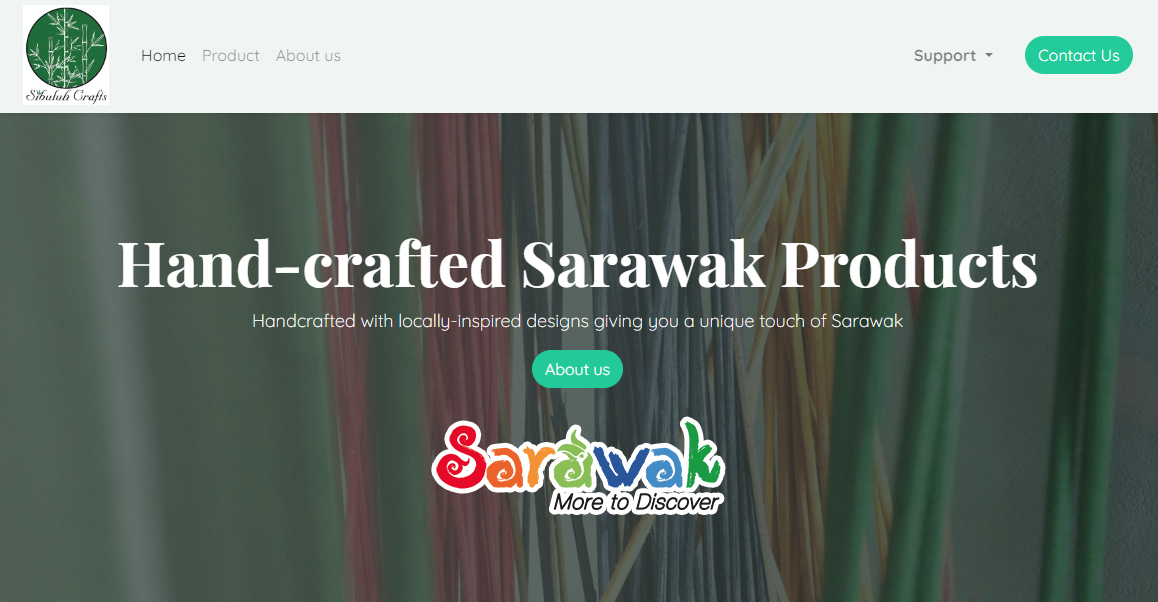 Sibuluh Crafts
Home
Product
About us
Support
Contact Us
Hand-crafted Sarawak Products
Handcrafted with locally-inspired designs giving you a unique touch of Sarawak
About us
Sarawak
More to Discover